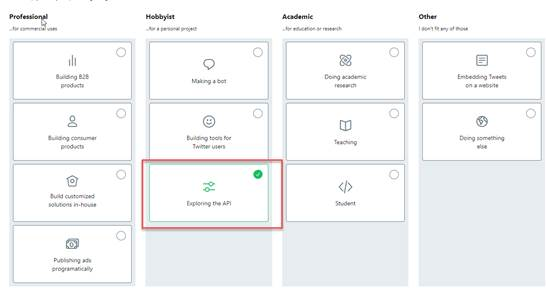 Professional
...for commercial uses
Building B2B
products
Building consumer
products
Build customized
solutions in-house
Publishing ads
programatically
Hobbyist
...for a personal project
Making a bot
Building tools for
Twitter users
Exploring the API
Academic
...for education or research
Doing academic
research
Teaching
Student
Other
I don't fit any of those
Embedding Tweets
on a website
Doing something
else